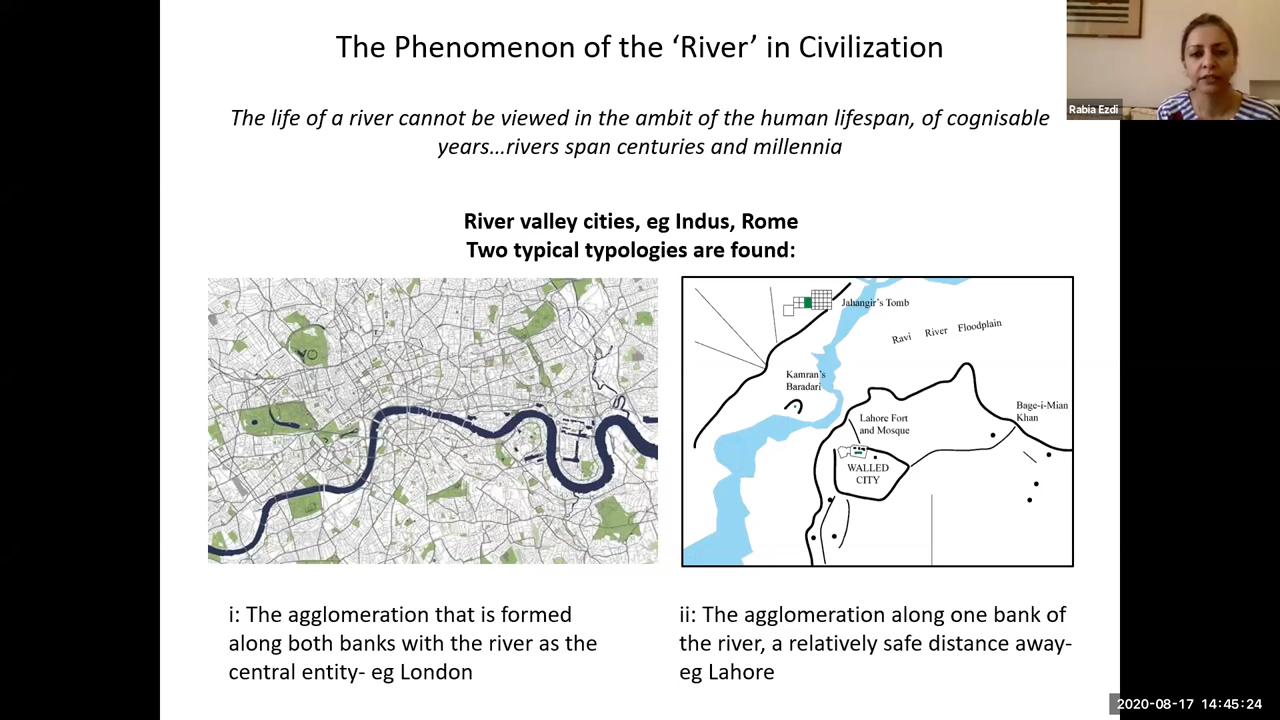 The Phenomenon of the ‘River’ in Civilization
Rabia Ezdi
The life of a river cannot be viewed in the ambit of the human lifespan, of cognisable
years…rivers span centuries and millennia
River valley cities, eg Indus, Rome
Two typical typologies are found:
Jahangir's Tomb
Ravi River Floodplain
Kamran's
Baradari
Bage-i-Mian
Khan
Lahore Fort
and Mosque
WALLED
CITY
i: The agglomeration that is formed
along both banks with the river as the
central entity- eg London
ii: The agglomeration along one bank of
the river, a relatively safe distance away-
eg Lahore
2020-08-17 14:45:24